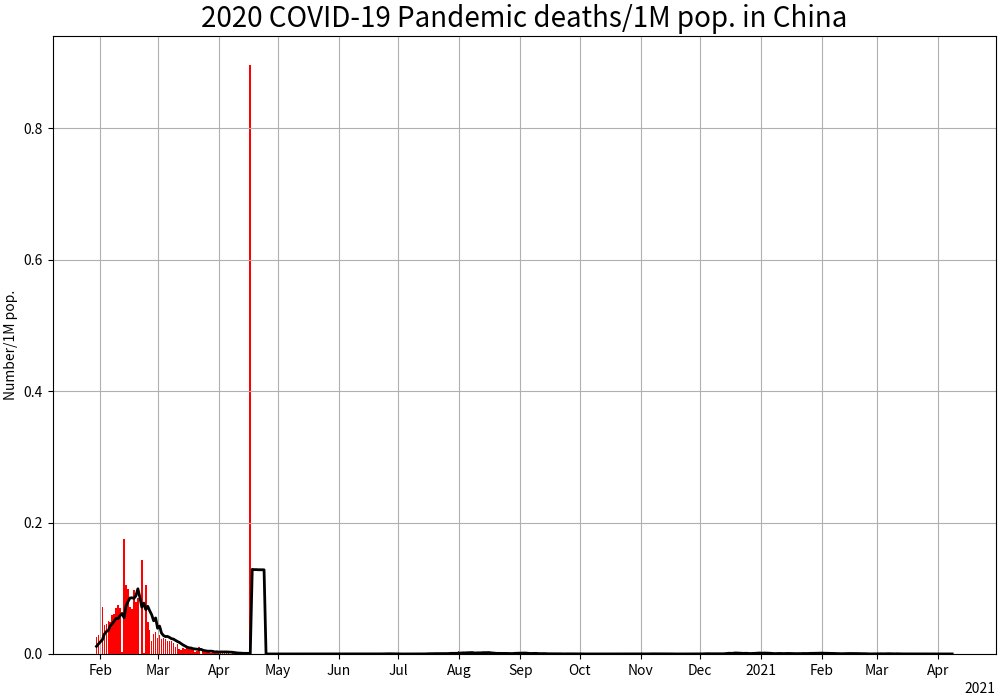 2020 COVID-19 Pandemic deaths/1M pop. in China
Number/1M pop.
0.8
0.6
0.4
0.2
0.0
Feb Mar Apr May Jun Jul Aug Sep Oct Nov Dec 2021 Feb Mar Apr
2021